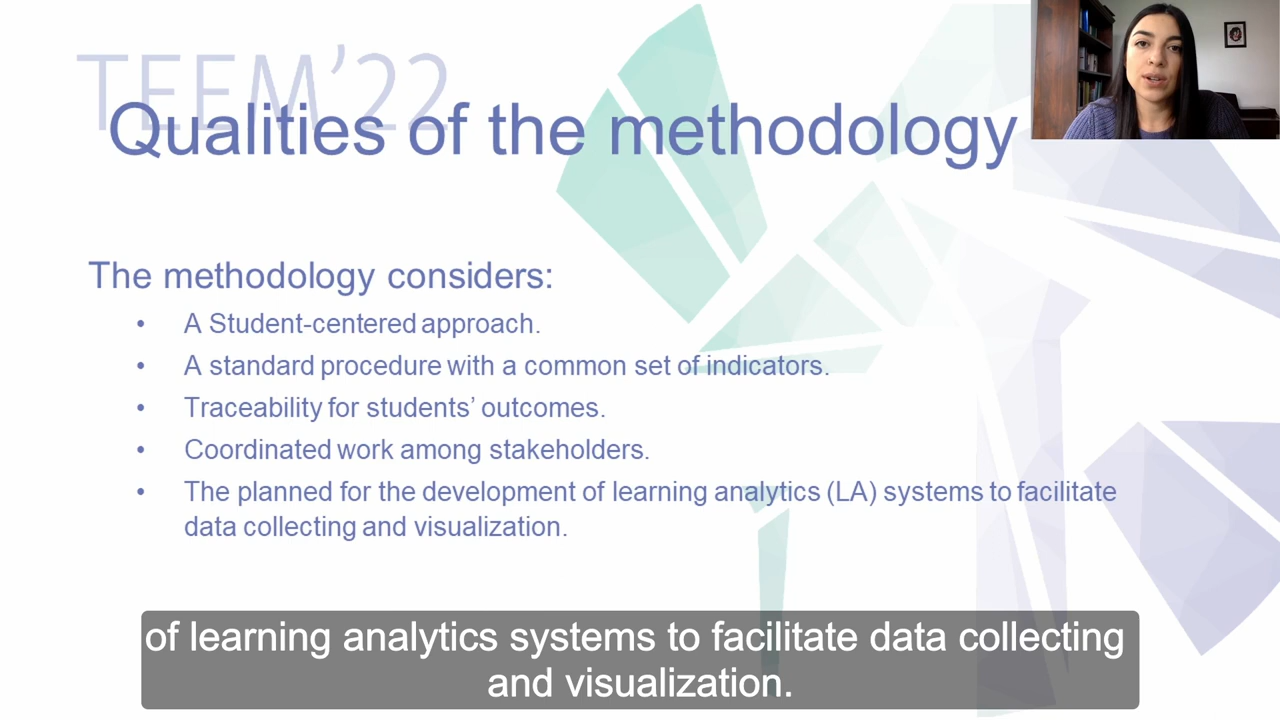 TEEM’22
Qualities of the methodology
The methodology considers:
• A Student-centered approach.
• A standard procedure with a common set of indicators.
• Traceability for students’ outcomes.
• Coordinated work among stakeholders.
• The planned for the development of learning analytics (LA) systems to facilitate
data collecting and visualization.
of learning analytics systems to facilitate data collecting
and visualization.